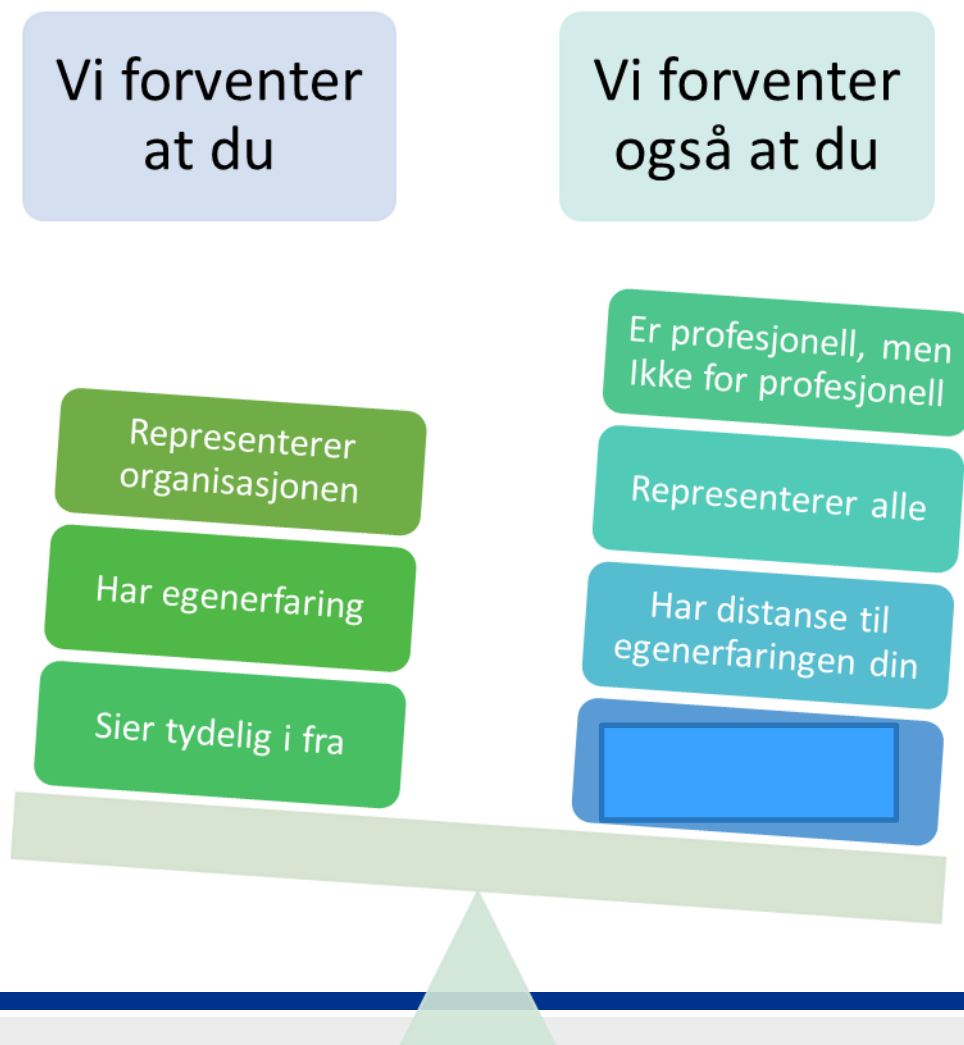 Vi forventer
at du
Vi forventer
også at du
Representerer
organisasjonen
Har egenerfaring
Sier tydelig i fra
Er profesjonell, men
Ikke for profesjonell
Representerer alle
Har distanse til
egenerfaringen din